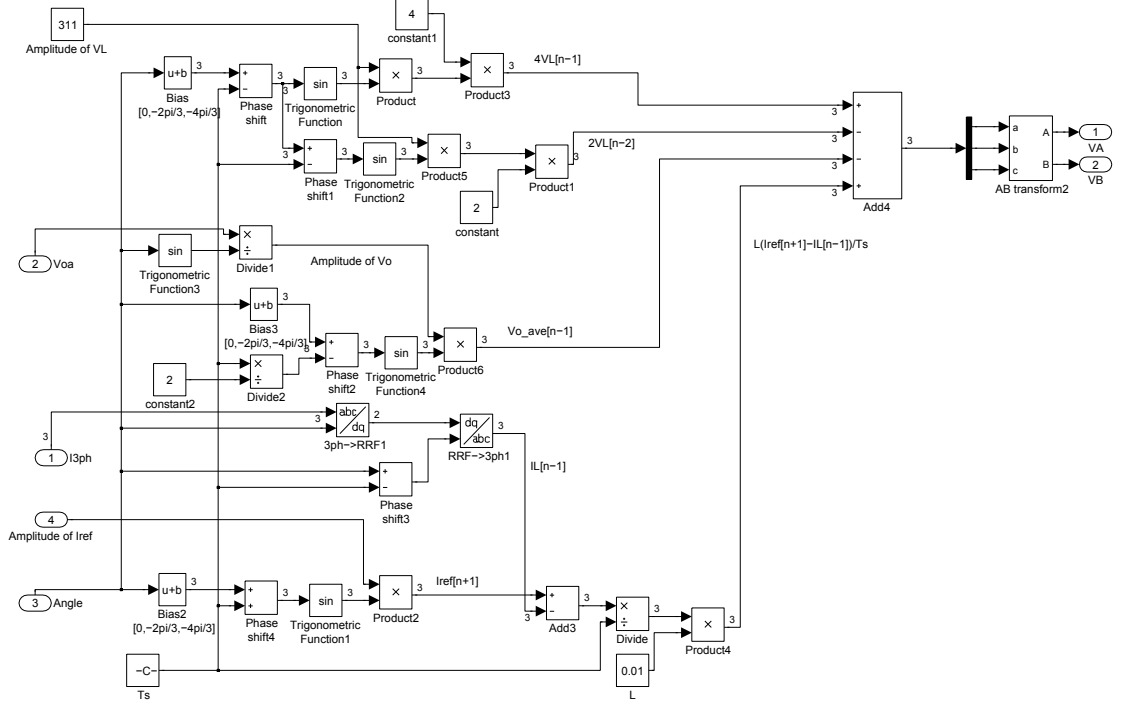 311
Amplitude of VL
4
constant1
u+b
3
Bias
[0,−2pi/3,−4pi/3]
+
−
Phase
shift
3
3
sin
3
Trigonometric
Function
×
3
Product
×
3
Product3
4VL[n−1]
3
+
−
Phase
shift1
3
sin
3
Trigonometric
Function2
×
3
Product5
2
constant
×
3
Product1
2VL[n−2]
3
+
3
−
3
−
3
+
3
Add4
a
b
c
A
B
AB transform2
1
VA
2
VB
2
Voa
sin
Trigonometric
Function3
×
÷
Divide1
Amplitude of Vo
u+b
3
Bias3
[0,−2pi/3,−4pi/3]
3
2
constant2
×
÷
Divide2
+
−
Phase
shift2
3
sin
3
Trigonometric
Function4
×
3
Product6
Vo_ave[n−1]
L(Iref[n+1]−IL[n−1])/Ts
3
1
I3ph
3
abc
dq
2
3ph−>RRF1
dq
abc
3
RRF−>3ph1
IL[n−1]
+
−
Phase
shift3
4
Amplitude of Iref
3
Angle
u+b
3
Bias2
[0,−2pi/3,−4pi/3]
+
+
Phase
shift4
3
sin
3
Trigonometric
Function1
×
3
Product2
Iref[n+1]
+
−
3
3
Add3
×
÷
3
Divide
×
3
Product4
−C−
Ts
0.01
L